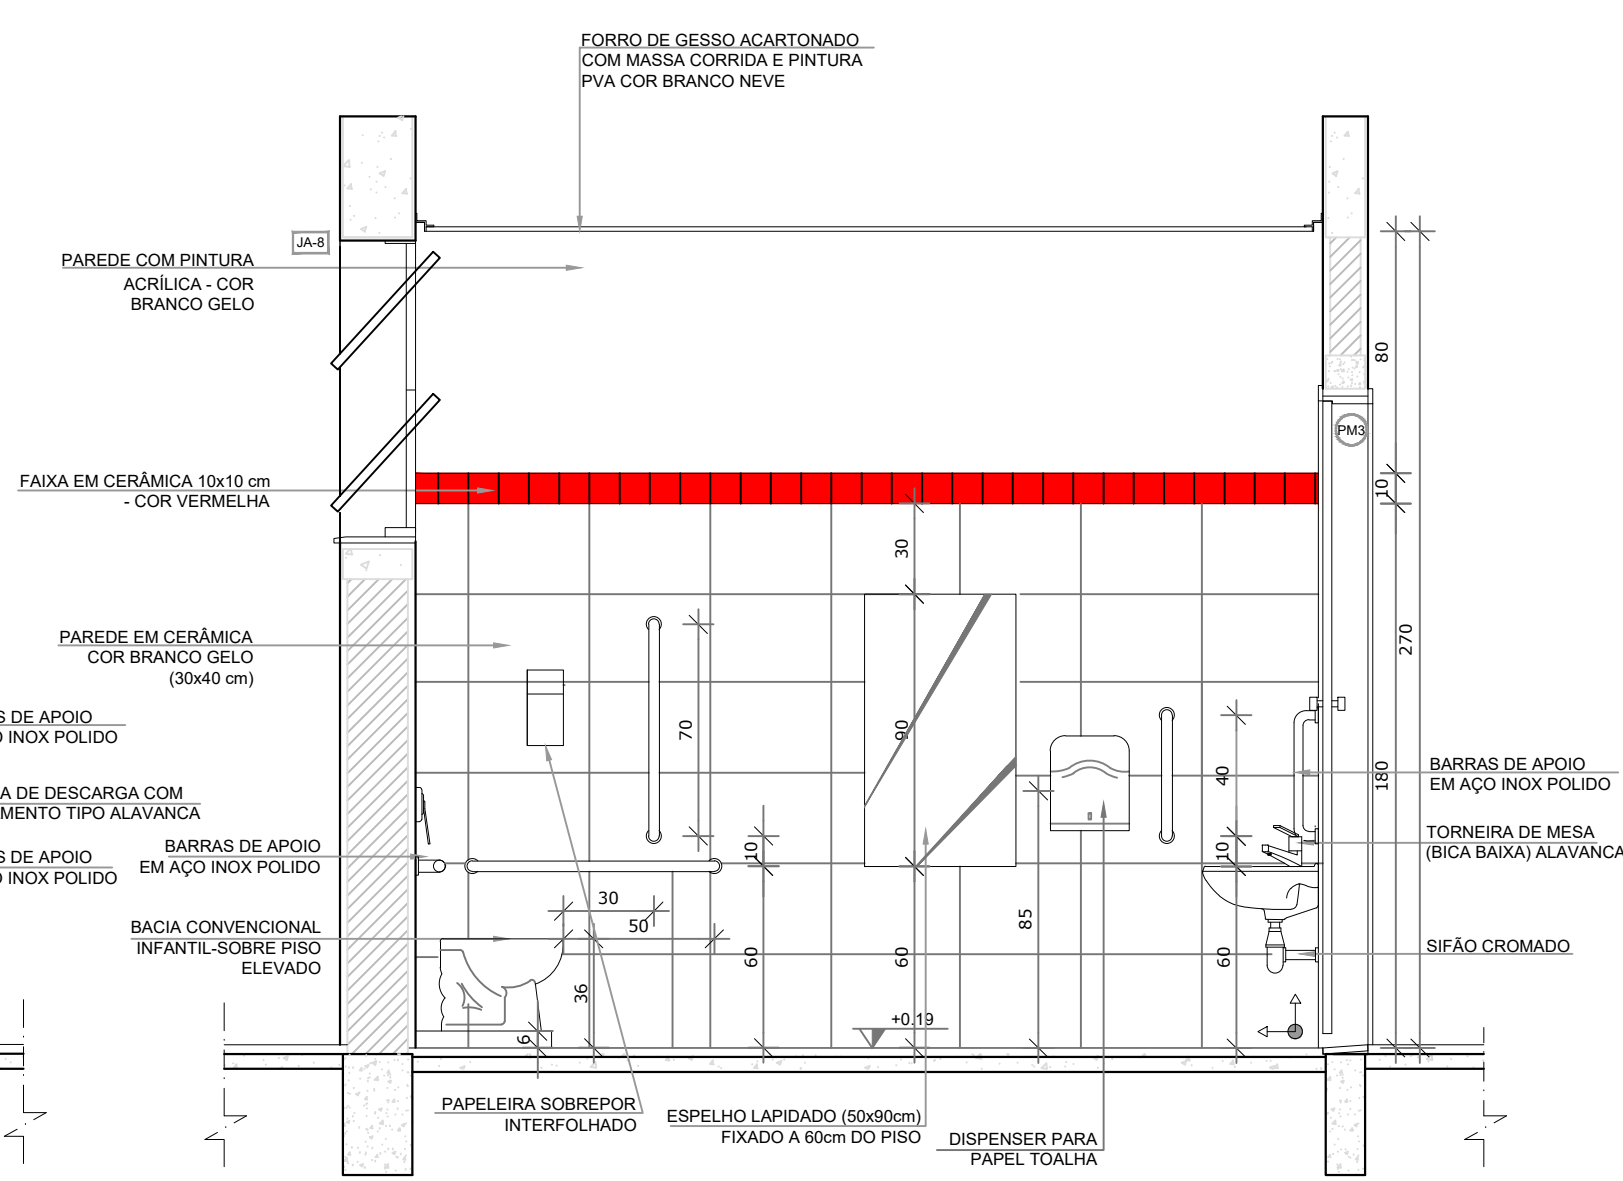 FORRO DE GESSO ACARTONADO
COM MASSA CORRIDA E PINTURA
PVA COR BRANCO NEVE
JA-8
PAREDE COM PINTURA
ACRÍLICA - COR
BRANCO GELO
80
PM3
FAIXA EM CERÂMICA 10x10 cm
- COR VERMELHA
10
30
PAREDE EM CERÂMICA
COR BRANCO GELO
(30x40 cm)
270
S DE APOIO
O INOX POLIDO
70
90
40
180
BARRAS DE APOIO
EM AÇO INOX POLIDO
A DE DESCARGA COM
MENTO TIPO ALAVANCA
TORNEIRA DE MESA
(BICA BAIXA) ALAVANCA
BARRAS DE APOIO
EM AÇO INOX POLIDO
S DE APOIO
O INOX POLIDO
10
10
30
50
85
BACIA CONVENCIONAL
INFANTIL-SOBRE PISO
ELEVADO
60
60
60
SIFÃO CROMADO
36
6
+0.19
PAPELEIRA SOBREPOR
INTERFOLHADO
ESPELHO LAPIDADO (50x90cm)
FIXADO A 60cm DO PISO
DISPENSER PARA
PAPEL TOALHA